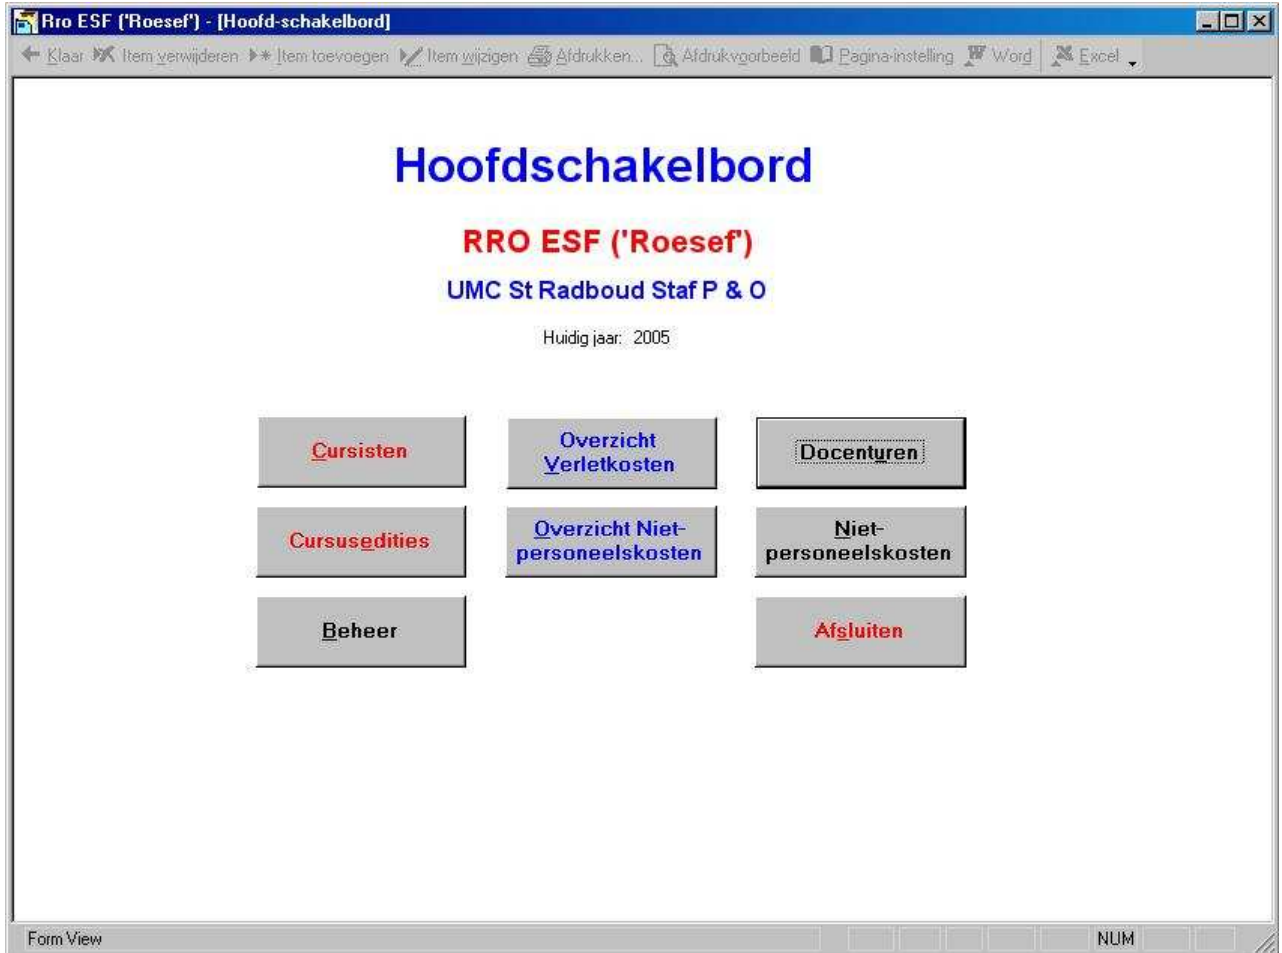 Rro ESF ('Roesef') - [Hoofd-schakelbord]
Klaar Item verwijderen Item toevoegen Item wijzigen Afdrukken... Afdrukvoorbeeld Pagina-instelling Word Excel
Hoofdschakelbord
RRO ESF ('Roesef')
UMC St Radboud Staf P & O
Huidig jaar: 2005
Cursisten
Overzicht
Verletkosten
Docenturen
Cursusedities
Overzicht Niet-
personeelskosten
Niet-
personeelskosten
Beheer
Afsluiten
Form View
NUM